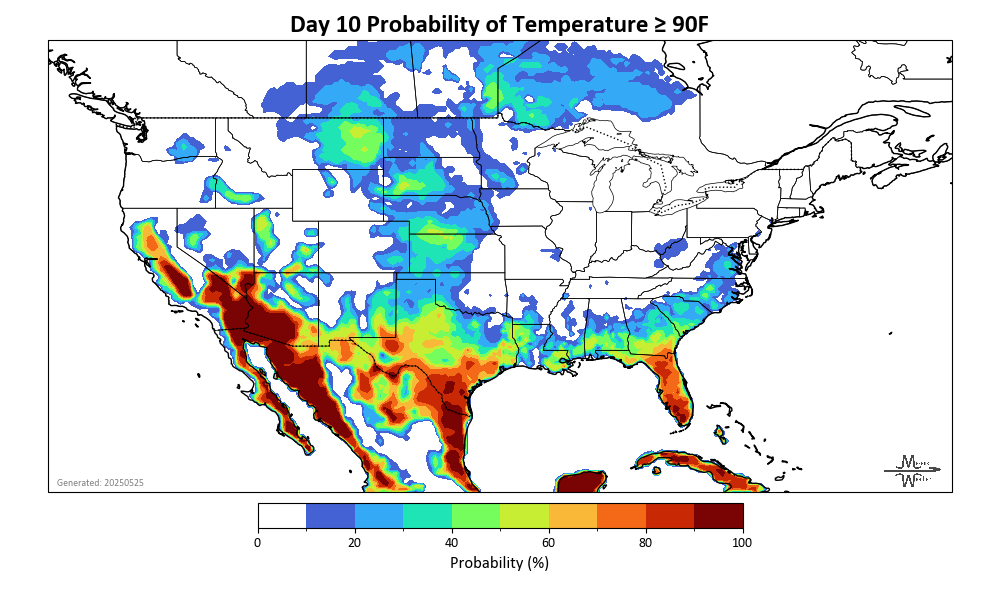 Day 10 Probability of Temperature ≥ 90F
Generated: 20250525
0 20 40 60 80 100
Probability (%)